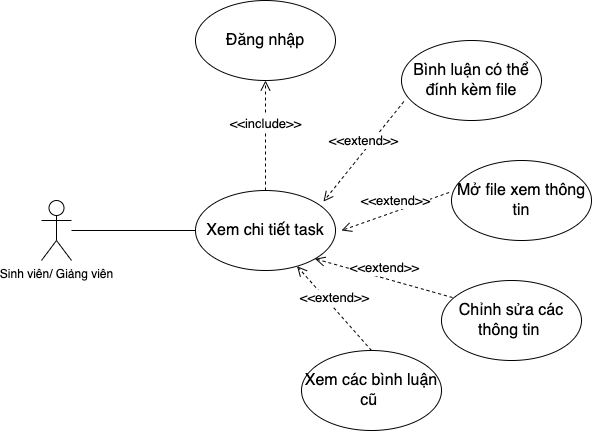 Đăng nhập
Bình luận có thể
đính kèm file
<<include>>
<<extend>>
Mở file xem thông
tin
<<extend>>
Xem chi tiết task
Sinh viên/ Giảng viên
<<extend>>
<<extend>>
Chỉnh sửa các
thông tin
Xem các bình luận
cũ